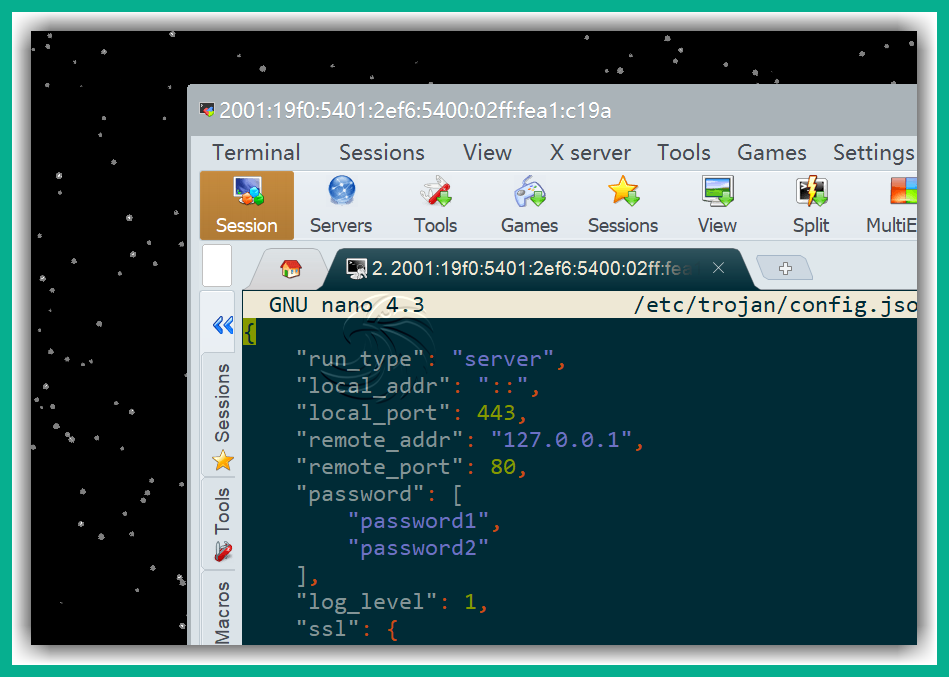 2001:19f0:5401:2ef6:5400:02ff:fea1:c19a
Terminal Sessions View X server Tools Games Settings
Session Servers Tools Games Sessions View Split MultiE
2. 2001:19f0:5401:2ef6:5400:02ff:fea
GNU nano 4.3 /etc/trojan/config.jso
{
"run_type": "server",
"local_addr": "::",
"local_port": 443,
"remote_addr": "127.0.0.1",
"remote_port": 80,
"password": [
"password1",
"password2"
],
"log_level": 1,
"ssl": {
Sessions
Tools
Macros